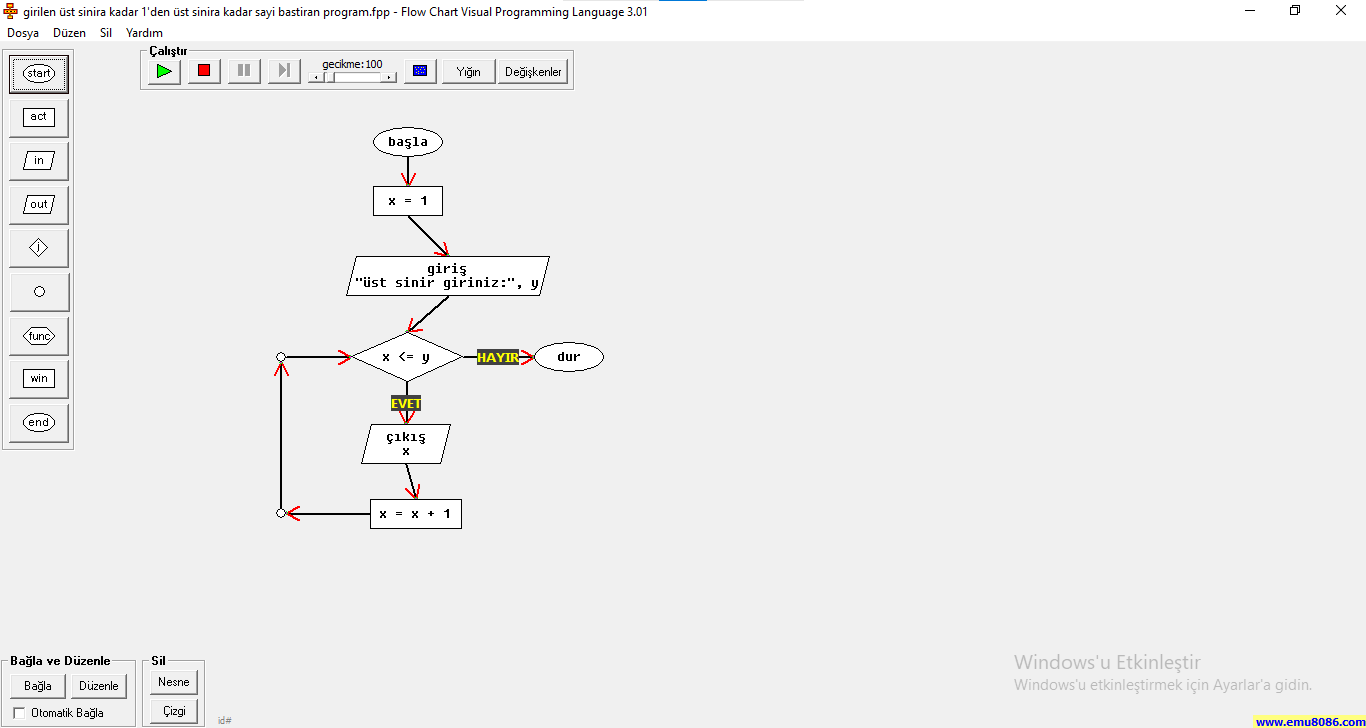 girilen üst sinira kadar 1'den üst sinira kadar sayi bastiran program.fpp - Flow Chart Visual Programming Language 3.01
Dosya Düzen Sil Yardım
Çalıştır
gecikme:100
Yığın
Değişkenler
start
act
in
out
j
func
win
end
başla
x = 1
giriş
"üst sinir giriniz:", y
x <= y
HAYIR
dur
EVET
çıkış
x
x = x + 1
Bağla ve Düzenle
Bağla
Düzenle
Otomatik Bağla
Sil
Nesne
Çizgi
id#
Windows'u Etkinleştir
Windows'u etkinleştirmek için Ayarlar'a gidin.
www.emu8086.com